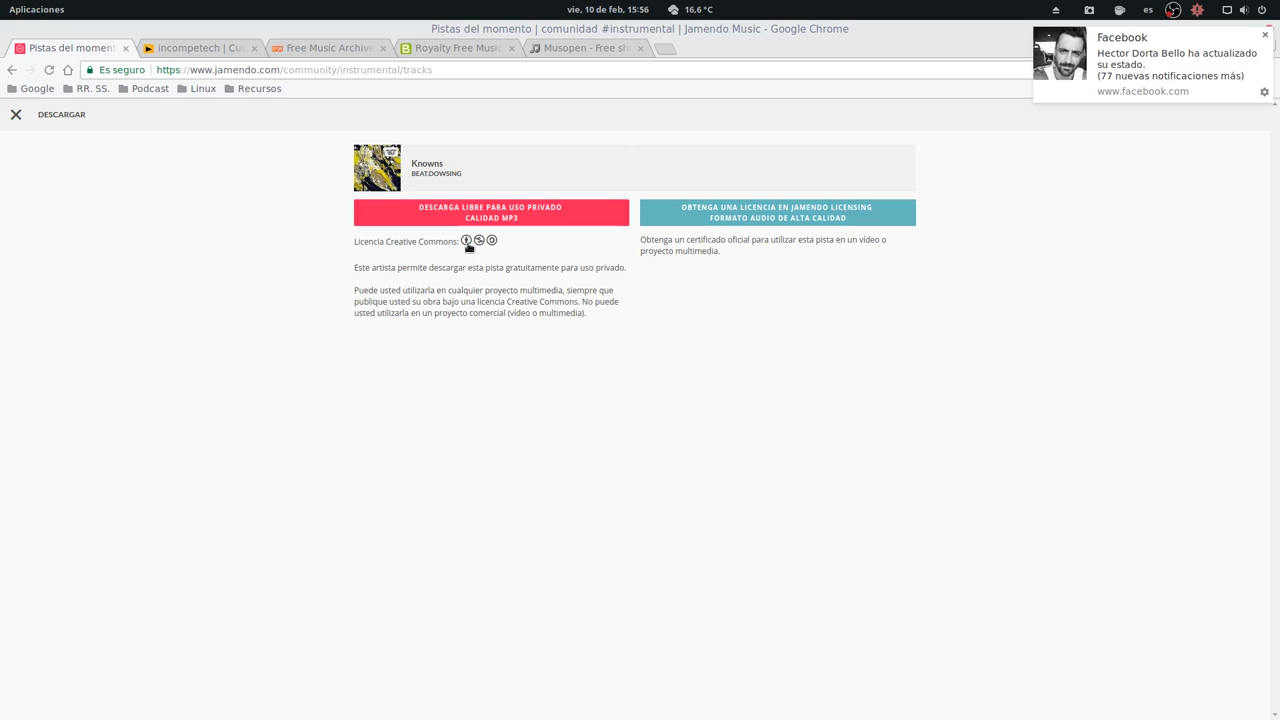 Aplicaciones
vie, 10 de feb, 15:56
16,6 °C
es
Pistas del momento | comunidad #instrumental | Jamendo Music - Google Chrome
Pistas del momen
incompetech | Cu
Free Music Archive
Royalty Free Music
Musopen - Free sh
Es seguro
https://www.jamendo.com/community/instrumental/tracks
Google
RR. SS.
Podcast
Linux
Recursos
Facebook
Hector Dorta Bello ha actualizado
su estado.
(77 nuevas notificaciones más)
www.facebook.com
DESCARGAR
Knowns
BEAT.DOWSING
DESCARGA LIBRE PARA USO PRIVADO
CALIDAD MP3
Licencia Creative Commons:
Este artista permite descargar esta pista gratuitamente para uso privado.
Puede usted utilizarla en cualquier proyecto multimedia, siempre que
publique usted su obra bajo una licencia Creative Commons. No puede
usted utilizarla en un proyecto comercial (vídeo o multimedia).
OBTENGA UNA LICENCIA EN JAMENDO LICENSING
FORMATO AUDIO DE ALTA CALIDAD
Obtenga un certificado oficial para utilizar esta pista en un vídeo o
proyecto multimedia.